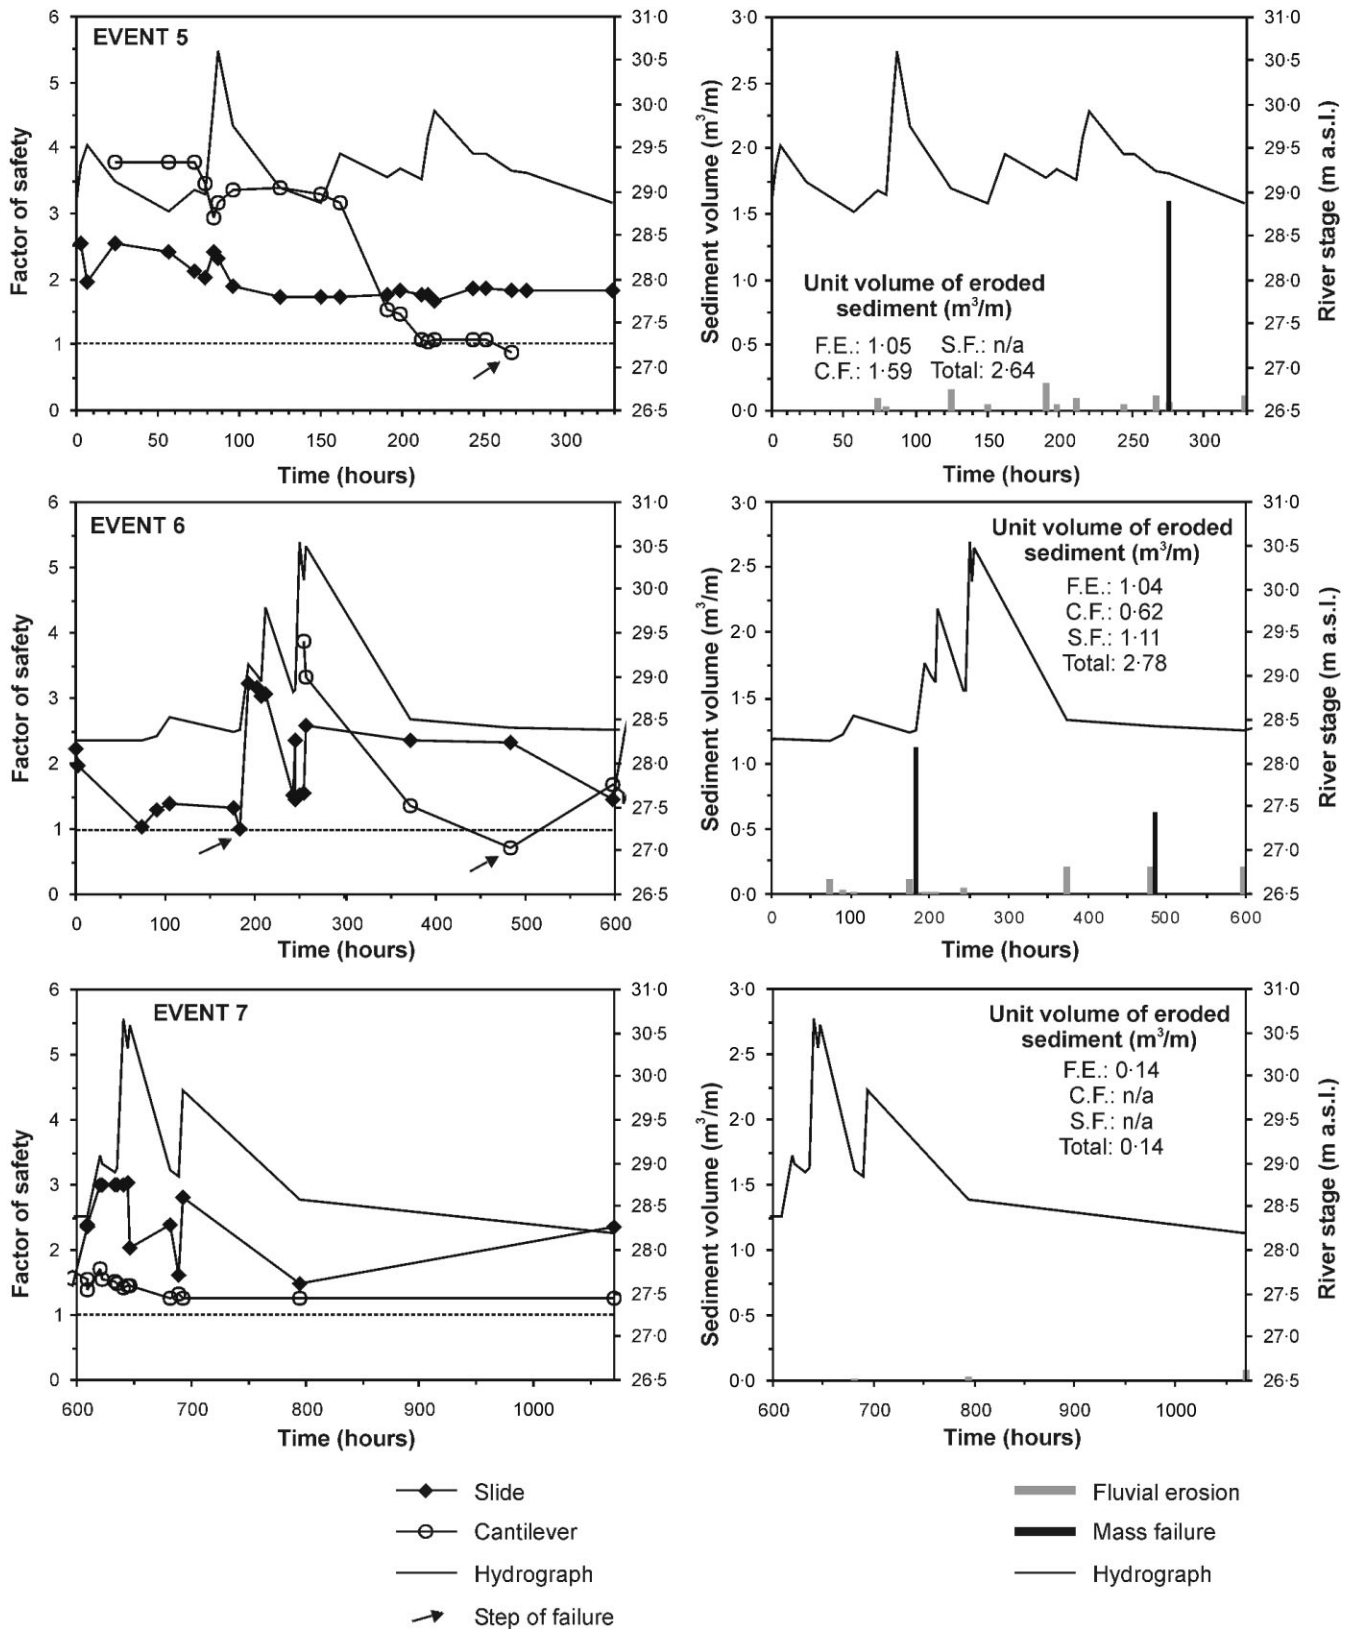 EVENT 5
Factor of safety
6
5
4
3
2
1
0
31·0
30·5
30·0
29·5
29·0
28·5
28·0
27·5
27·0
26·5
0 50 100 150 200 250 300
Time (hours)
Sediment volume (m³/m)
3·0
2·5
2·0
1·5
1·0
0·5
0·0
Unit volume of eroded
sediment (m³/m)
F.E.: 1·05 S.F.: n/a
C.F.: 1·59 Total: 2·64
River stage (m a.s.l.)
31·0
30·5
30·0
29·5
29·0
28·5
28·0
27·5
27·0
26·5
0 50 100 150 200 250 300
Time (hours)
EVENT 6
Factor of safety
6
5
4
3
2
1
0
31·0
30·5
30·0
29·5
29·0
28·5
28·0
27·5
27·0
26·5
0 100 200 300 400 500 600
Time (hours)
Sediment volume (m³/m)
3·0
2·5
2·0
1·5
1·0
0·5
0·0
Unit volume of eroded
sediment (m³/m)
F.E.: 1·04
C.F.: 0·62
S.F.: 1·11
Total: 2·78
River stage (m a.s.l.)
31·0
30·5
30·0
29·5
29·0
28·5
28·0
27·5
27·0
26·5
0 100 200 300 400 500 600
Time (hours)
EVENT 7
Factor of safety
6
5
4
3
2
1
0
31·0
30·5
30·0
29·5
29·0
28·5
28·0
27·5
27·0
26·5
600 700 800 900 1000
Time (hours)
Sediment volume (m³/m)
3·0
2·5
2·0
1·5
1·0
0·5
0·0
Unit volume of eroded
sediment (m³/m)
F.E.: 0·14
C.F.: n/a
S.F.: n/a
Total: 0·14
River stage (m a.s.l.)
31·0
30·5
30·0
29·5
29·0
28·5
28·0
27·5
27·0
26·5
600 700 800 900 1000
Time (hours)
Slide
Cantilever
Hydrograph
Step of failure
Fluvial erosion
Mass failure
Hydrograph